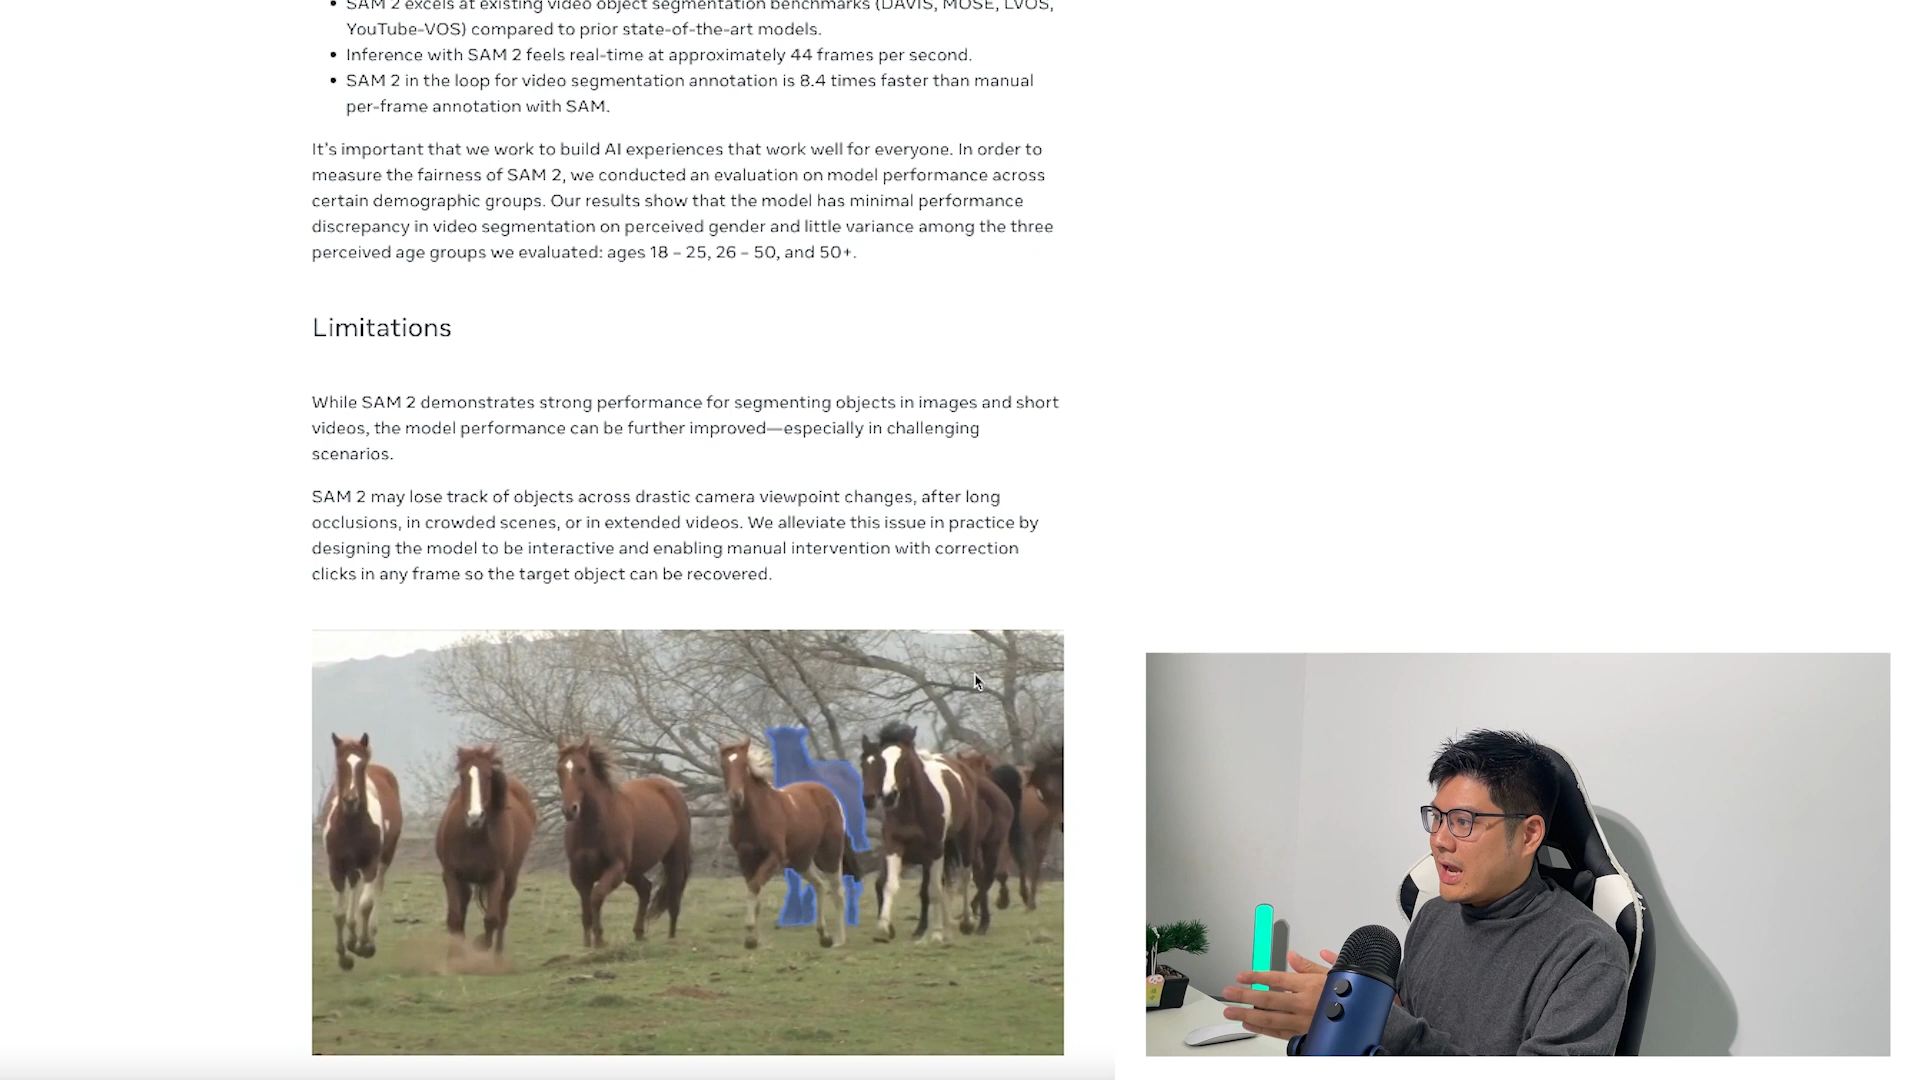 SAM 2 excels at existing video object segmentation benchmarks (DAVIS, MOSE, LVOS,
YouTube-VOS) compared to prior state-of-the-art models.
Inference with SAM 2 feels real-time at approximately 44 frames per second.
SAM 2 in the loop for video segmentation annotation is 8.4 times faster than manual
per-frame annotation with SAM.
It's important that we work to build AI experiences that work well for everyone. In order to
measure the fairness of SAM 2, we conducted an evaluation on model performance across
certain demographic groups. Our results show that the model has minimal performance
discrepancy in video segmentation on perceived gender and little variance among the three
perceived age groups we evaluated: ages 18 – 25, 26 – 50, and 50+.
Limitations
While SAM 2 demonstrates strong performance for segmenting objects in images and short
videos, the model performance can be further improved—especially in challenging
scenarios.
SAM 2 may lose track of objects across drastic camera viewpoint changes, after long
occlusions, in crowded scenes, or in extended videos. We alleviate this issue in practice by
designing the model to be interactive and enabling manual intervention with correction
clicks in any frame so the target object can be recovered.